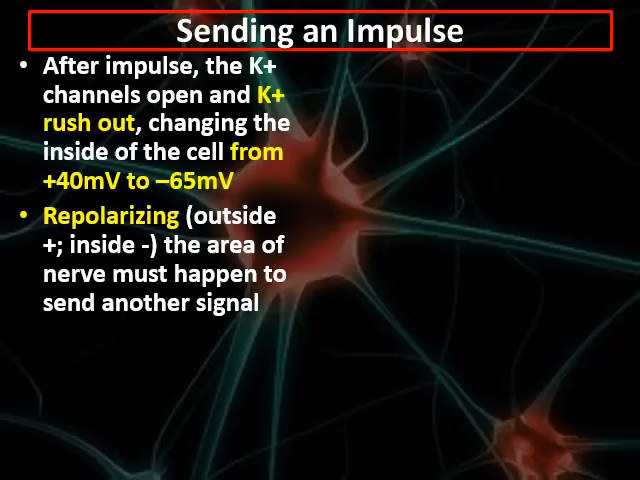 Sending an Impulse
• After impulse, the K+
channels open and K+
rush out, changing the
inside of the cell from
+40mV to –65mV
• Repolarizing (outside
+; inside -) the area of
nerve must happen to
send another signal